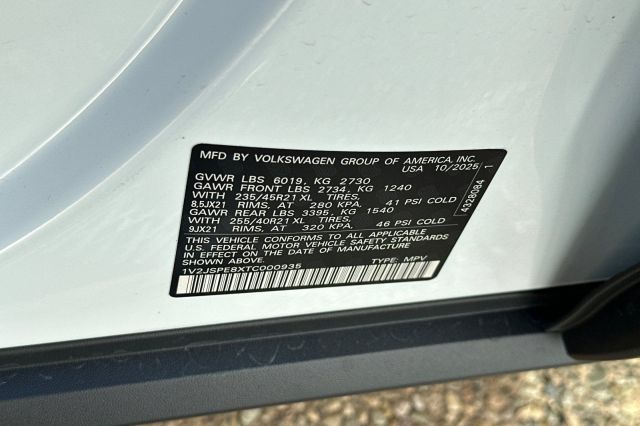 MFD BY VOLKSWAGEN GROUP OF AMERICA, INC.
USA 10/2025
GVWR LBS 6019, KG 2730
GAWR FRONT LBS 2734, KG 1240
235/45R21 XL TIRES,
8,5JX21 RIMS, AT 280 KPA, 41 PSI COLD
GAWR REAR LBS 3395, KG 1540
255/40R21 XL TIRES,
9JX21 RIMS, AT 320 KPA, 46 PSI COLD
THIS VEHICLE CONFORMS TO ALL APPLICABLE
U.S. FEDERAL MOTOR VEHICLE SAFETY STANDARDS
IN EFFECT ON THE DATE OF MANUFACTURE
SHOWN ABOVE.
1V2JSPE8XTC000935 TYPE: MPV
4328084 1